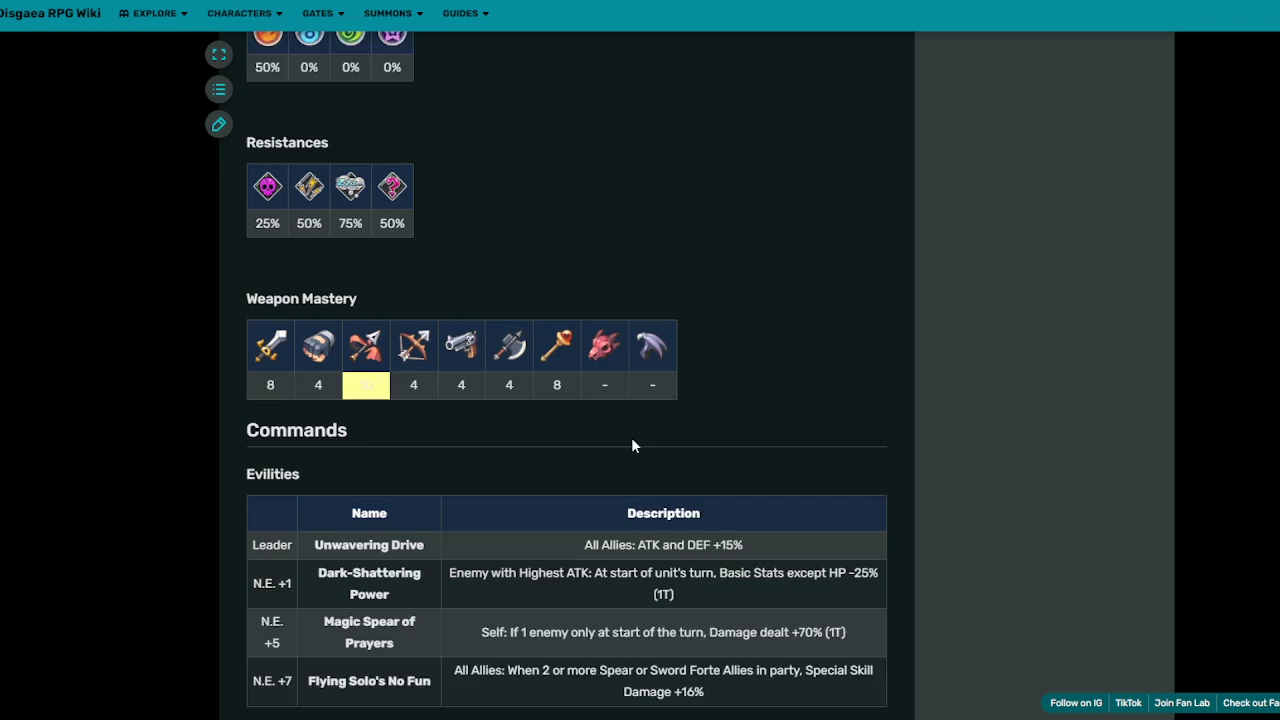 Disgaea RPG Wiki EXPLORE CHARACTERS GATES SUMMONS GUIDES
50% 0% 0% 0%
Resistances
25% 50% 75% 50%
Weapon Mastery
8 4 4 4 4 8 - -
Commands
Evilities
Name Description
Leader Unwavering Drive All Allies: ATK and DEF +15%
N.E. +1 Dark-Shattering Power Enemy with Highest ATK: At start of unit's turn, Basic Stats except HP -25% (1T)
N.E. +5 Magic Spear of Prayers Self: If 1 enemy only at start of the turn, Damage dealt +70% (1T)
N.E. +7 Flying Solo's No Fun All Allies: When 2 or more Spear or Sword Forte Allies in party, Special Skill Damage +16%
Follow on IG TikTok Join Fan Lab Check out Fa